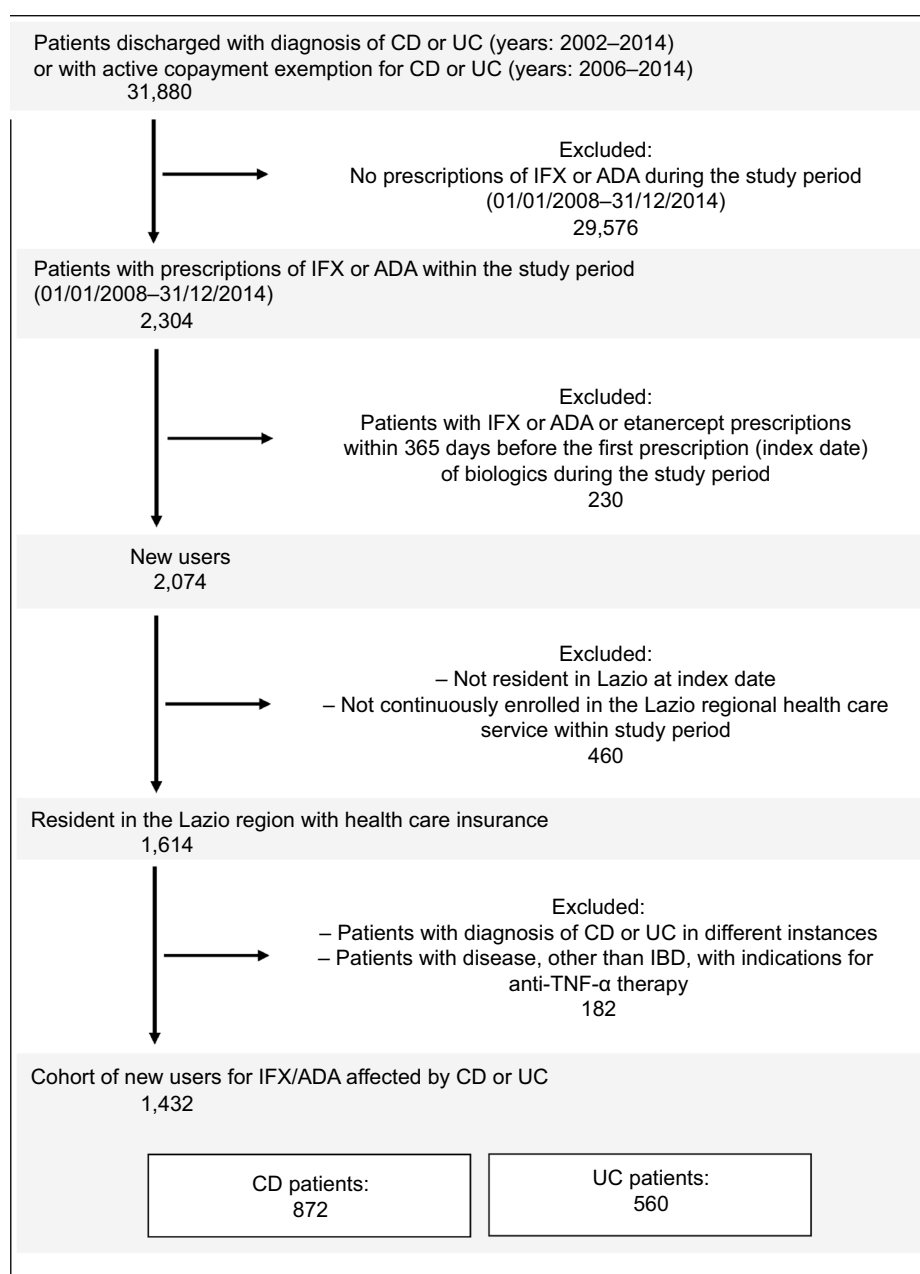 Patients discharged with diagnosis of CD or UC (years: 2002–2014)
or with active copayment exemption for CD or UC (years: 2006–2014)
31,880
Excluded:
No prescriptions of IFX or ADA during the study period
(01/01/2008–31/12/2014)
29,576
Patients with prescriptions of IFX or ADA within the study period
(01/01/2008–31/12/2014)
2,304
Excluded:
Patients with IFX or ADA or etanercept prescriptions
within 365 days before the first prescription (index date)
of biologics during the study period
230
New users
2,074
Excluded:
– Not resident in Lazio at index date
– Not continuously enrolled in the Lazio regional health care
service within study period
460
Resident in the Lazio region with health care insurance
1,614
Excluded:
– Patients with diagnosis of CD or UC in different instances
– Patients with disease, other than IBD, with indications for
anti-TNF-α therapy
182
Cohort of new users for IFX/ADA affected by CD or UC
1,432
CD patients:
872
UC patients:
560